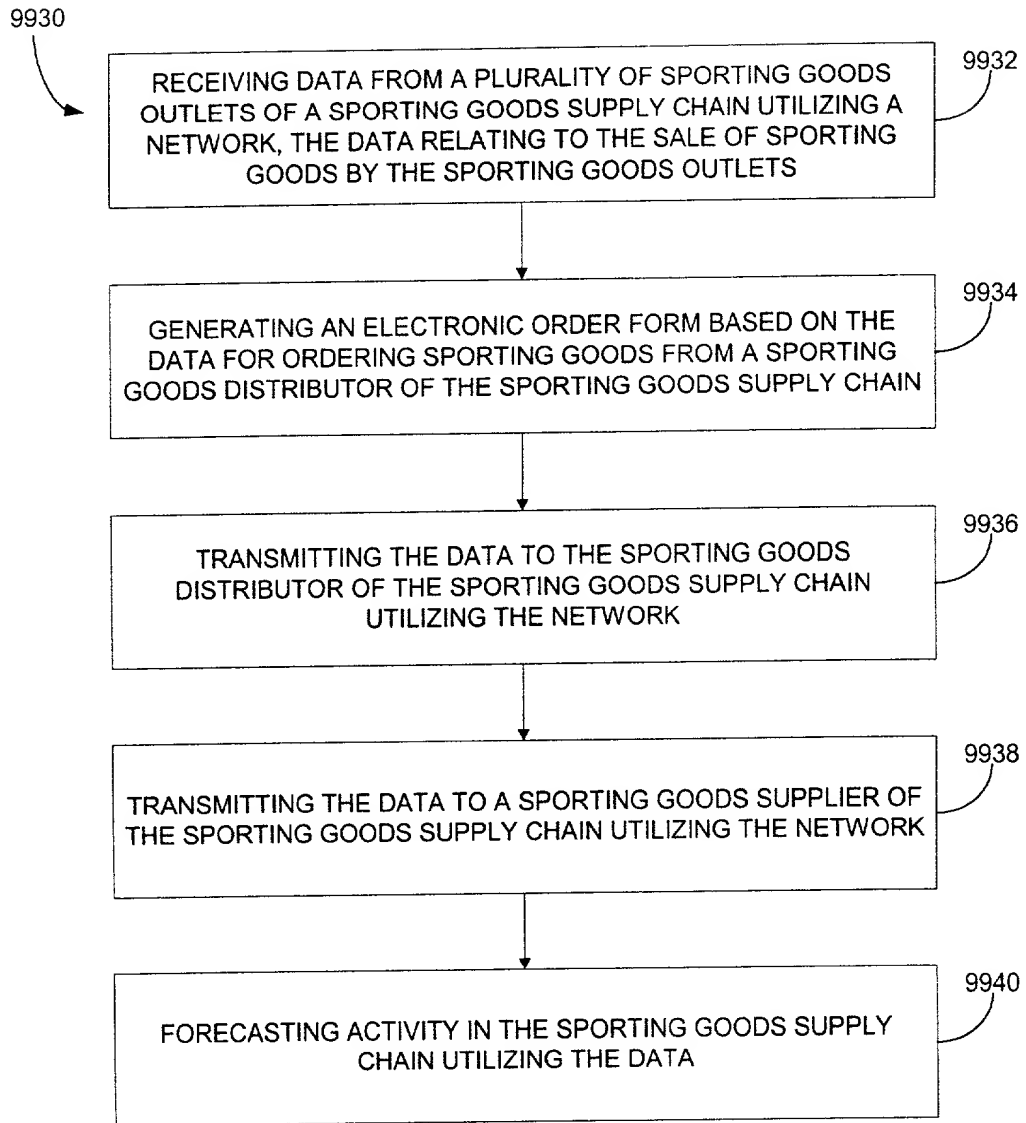 9930
9932
RECEIVING DATA FROM A PLURALITY OF SPORTING GOODS
OUTLETS OF A SPORTING GOODS SUPPLY CHAIN UTILIZING A
NETWORK, THE DATA RELATING TO THE SALE OF SPORTING
GOODS BY THE SPORTING GOODS OUTLETS
9934
GENERATING AN ELECTRONIC ORDER FORM BASED ON THE
DATA FOR ORDERING SPORTING GOODS FROM A SPORTING
GOODS DISTRIBUTOR OF THE SPORTING GOODS SUPPLY CHAIN
9936
TRANSMITTING THE DATA TO THE SPORTING GOODS
DISTRIBUTOR OF THE SPORTING GOODS SUPPLY CHAIN
UTILIZING THE NETWORK
9938
TRANSMITTING THE DATA TO A SPORTING GOODS SUPPLIER OF
THE SPORTING GOODS SUPPLY CHAIN UTILIZING THE NETWORK
9940
FORECASTING ACTIVITY IN THE SPORTING GOODS SUPPLY
CHAIN UTILIZING THE DATA